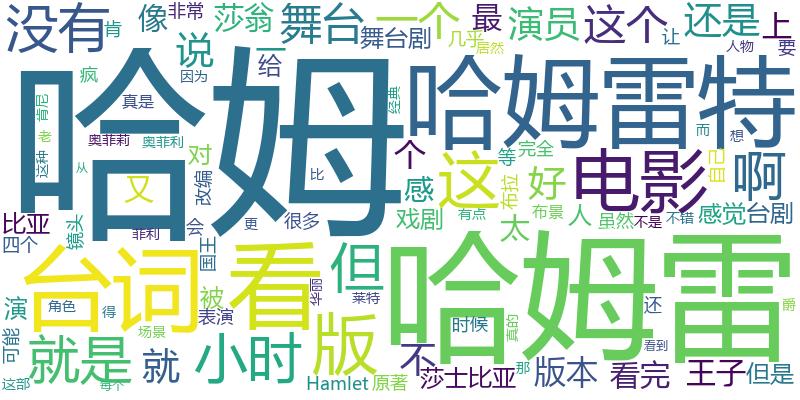 没有
肯
像
非常
莎翁
舞台
一个
最
演员
这个
还是
上
说
一
给
舞台剧
几乎
居然
让
人物
要
哈姆
哈姆雷特
疯
因为
真是
经典
肯尼
老
这种
奥菲莉
奥菲利
对
个
这
等
完全
电影
自己
而
想
啊
从
又
改编
比
感
布拉
好
比亚
镜头
会
更
很多
戏剧
有点
太
布景
人
虽然
不是
不错
感觉
台剧
四个
菲利
国王
台词
看
但
哈姆雷
华丽
莱特
演
角色
得
被
表演
版
时候
真的
还
爵
可能
场景
就是
就
小时
不
看到
这部
每个
Hamlet
原著
莎士比亚
那
版本
看完
王子
但是